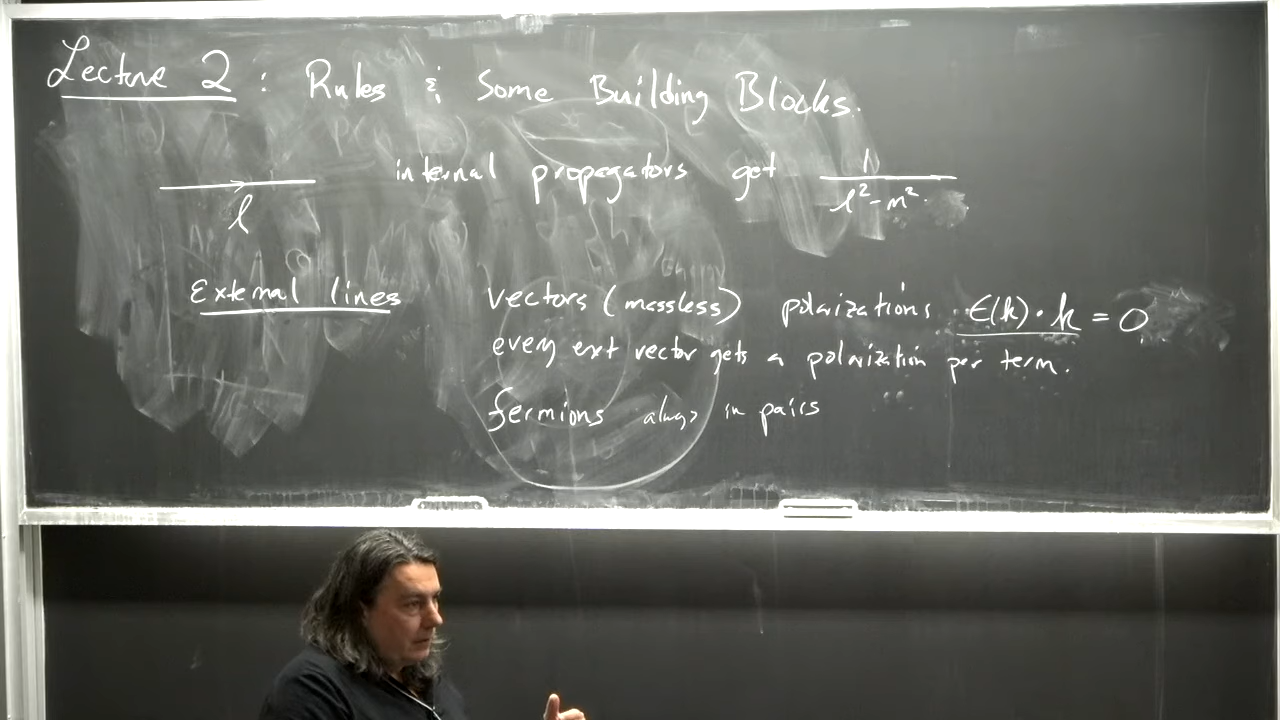 Lecture 2 : Rules & Some Building Blocks.
l internal propagators get 1/(l²-m²).
External lines vectors (massless) polarizations ε(k)·k = 0
every ext vector gets a polarization per term.
fermions always in pairs